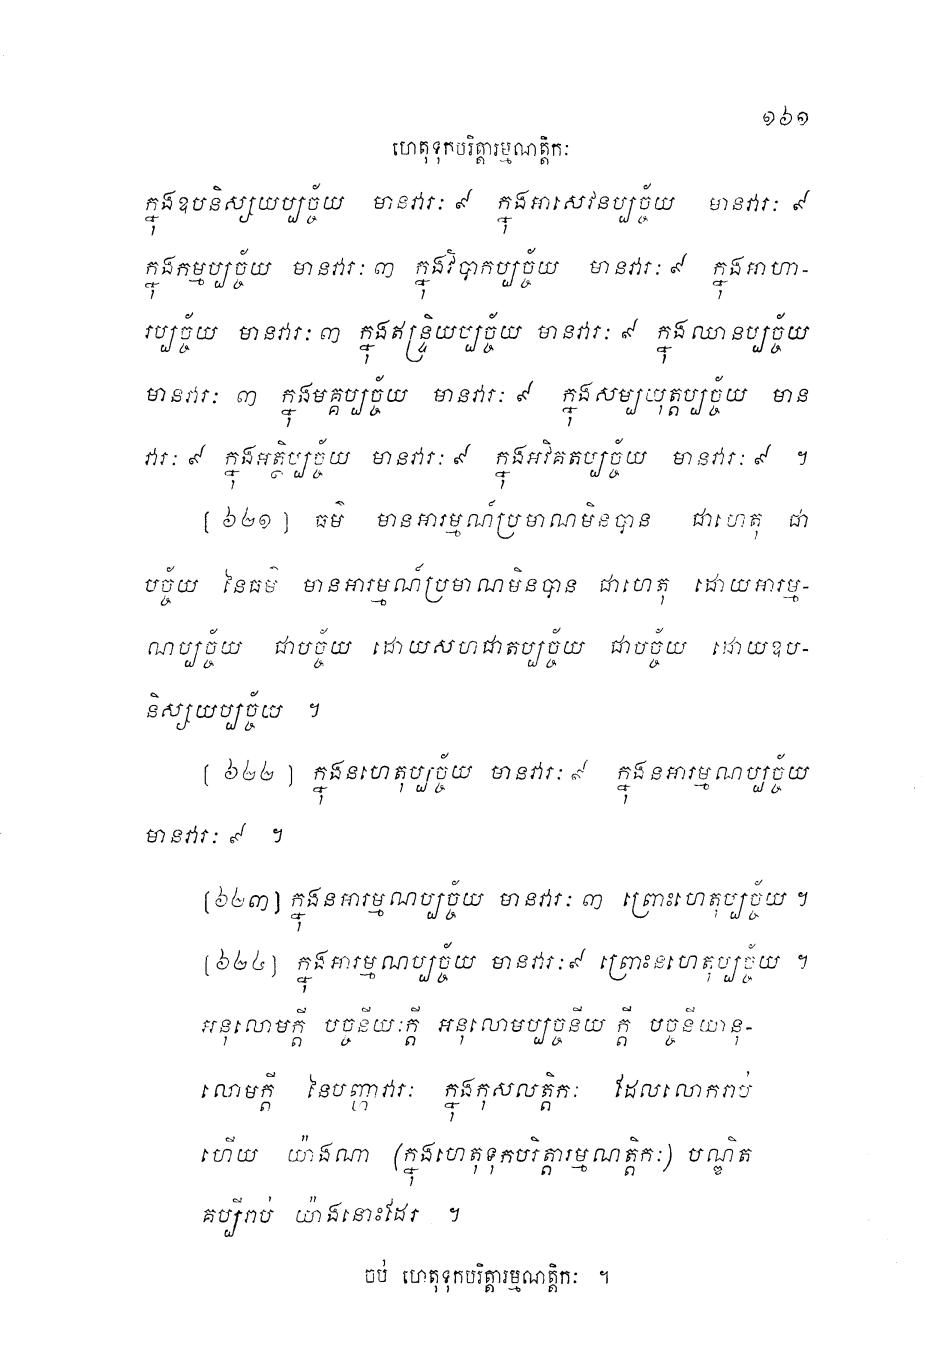 ១៦១
ហេតុទុកបរិត្តារម្មណត្តិកៈ
ក្នុងឧបនិស្សយប្បច្ច័យ មានវារៈ ៩ ក្នុងអាសេវនប្បច្ច័យ មានវារៈ ៩
ក្នុងកម្មប្បច្ច័យ មានវារៈ ៣ ក្នុងវិបាកប្បច្ច័យ មានវារៈ ៩ ក្នុងអាហា-
រប្បច្ច័យ មានវារៈ ៣ ក្នុងឥន្ទ្រិយប្បច្ច័យ មានវារៈ ៩ ក្នុងឈានប្បច្ច័យ
មានវារៈ ៣ ក្នុងមគ្គប្បច្ច័យ មានវារៈ ៩ ក្នុងសម្បយុត្តប្បច្ច័យ មាន
វារៈ ៩ ក្នុងអត្ថិប្បច្ច័យ មានវារៈ ៩ ក្នុងអវិគតប្បច្ច័យ មានវារៈ ៩ ។
[ ៦២១ ] ធម៌ មានអារម្មណ៍ប្រមាណមិនបាន ជាហេតុ ជា
បច្ច័យ នៃធម៌ មានអារម្មណ៍ប្រមាណមិនបាន ជាហេតុ ដោយអារម្ម-
ណប្បច្ច័យ ជាបច្ច័យ ដោយសហជាតប្បច្ច័យ ជាបច្ច័យ ដោយឧប-
និស្សយប្បច្ច័យ ។
[ ៦២២ ] ក្នុងនហេតុប្បច្ច័យ មានវារៈ ៩ ក្នុងនអារម្មណប្បច្ច័យ
មានវារៈ ៩ ។
[៦២៣] ក្នុងនអារម្មណប្បច្ច័យ មានវារៈ ៣ ព្រោះហេតុប្បច្ច័យ ។
[៦២៤] ក្នុងអារម្មណប្បច្ច័យ មានវារៈ ៩ ព្រោះនហេតុប្បច្ច័យ ។
អនុលោមក្តី បច្ចនីយៈក្តី អនុលោមប្បច្ចនីយ ក្តី បច្ចនីយានុ-
លោមក្តី នៃបញ្ហាវារៈ ក្នុងកុសលត្តិកៈ ដែលលោករាប់
ហើយ យ៉ាងណា (ក្នុងហេតុទុកបរិត្តារម្មណត្តិកៈ) បណ្ឌិត
គប្បីរាប់ យ៉ាងនោះដែរ ។
ចប់ ហេតុទុកបរិត្តារម្មណត្តិកៈ ។